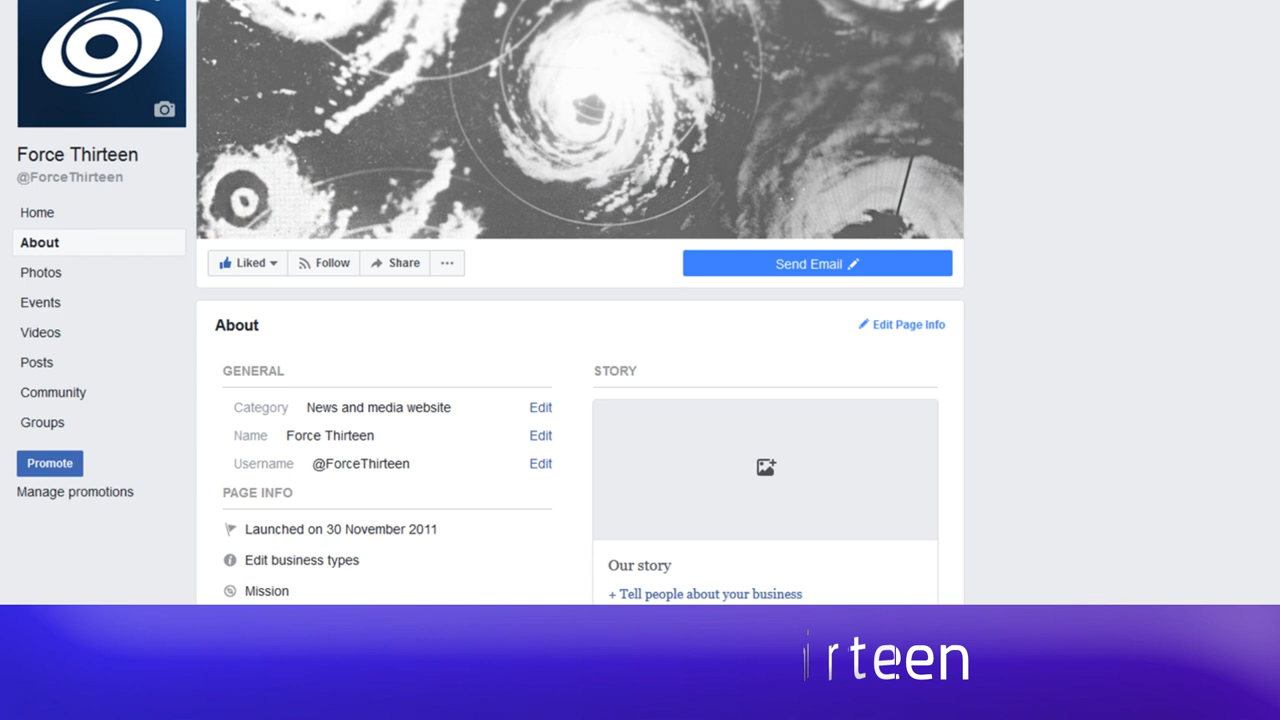 Force Thirteen
@ForceThirteen
Home
About
Photos
Events
Videos
Posts
Community
Groups
Promote
Manage promotions
Liked
Follow
Share
Send Email
About
Edit Page Info
GENERAL
Category News and media website Edit
Name Force Thirteen Edit
Username @ForceThirteen Edit
PAGE INFO
Launched on 30 November 2011
Edit business types
Mission
STORY
Our story
+ Tell people about your business
rteen